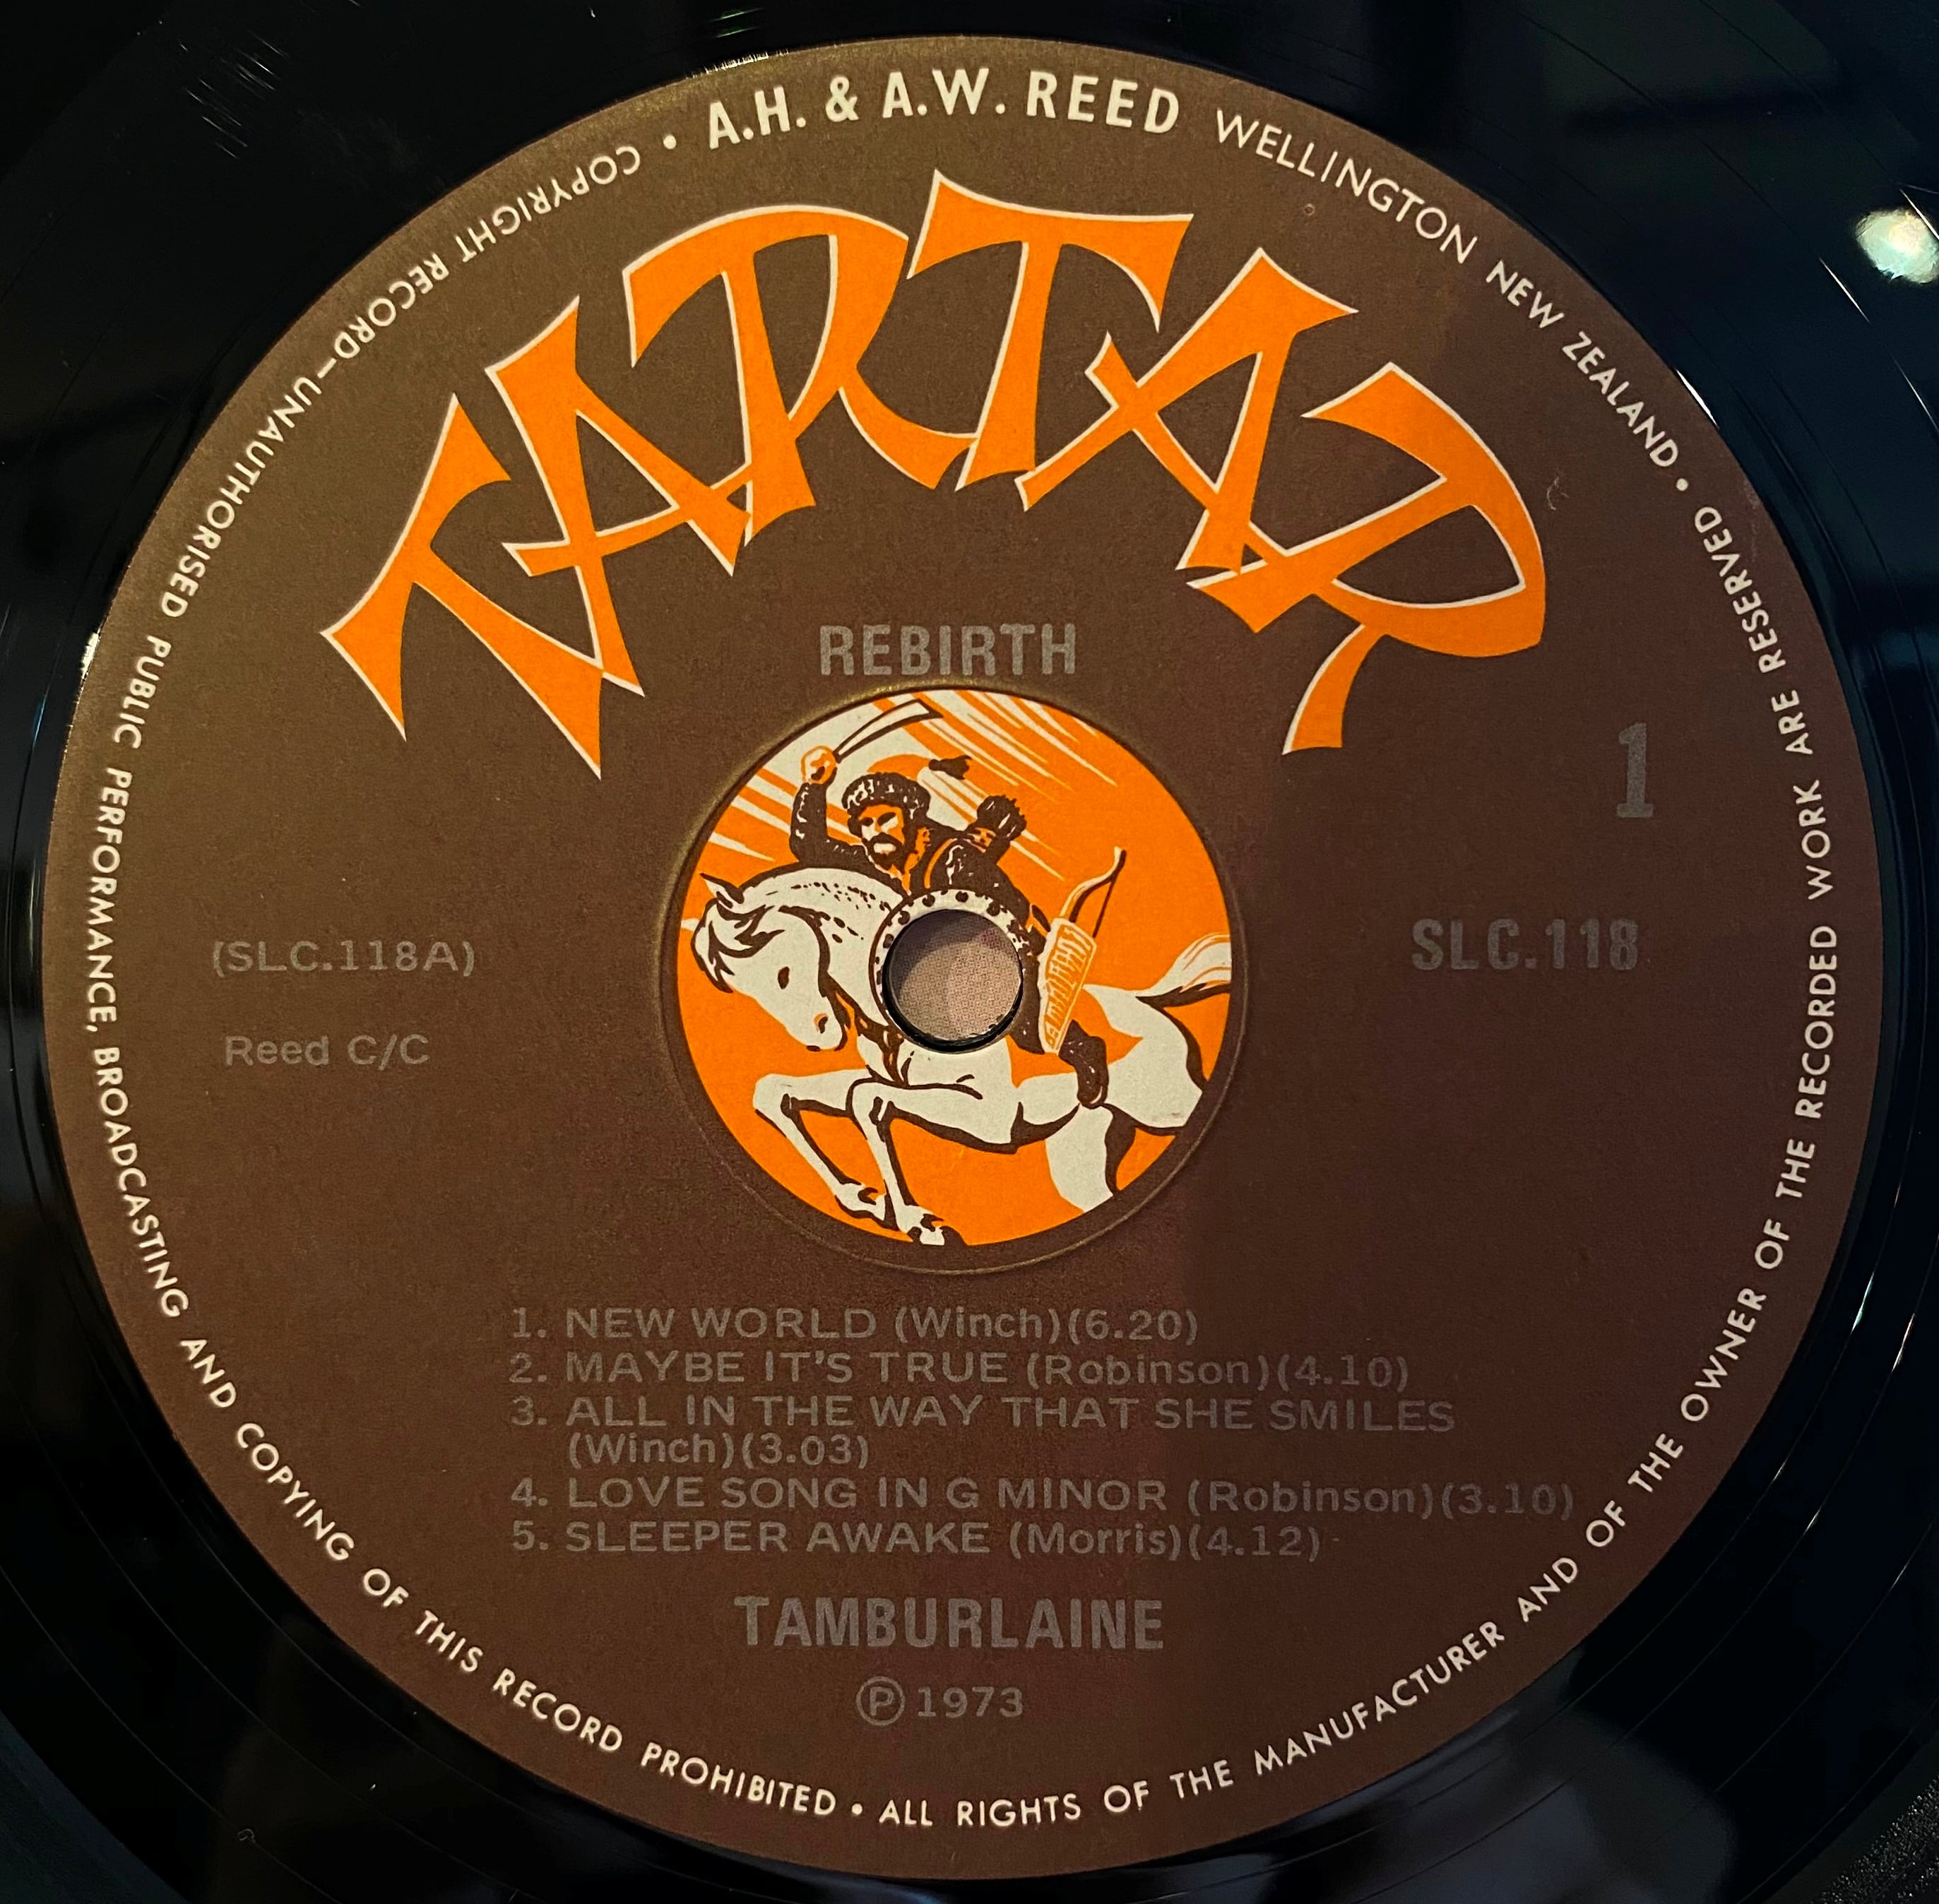 A.H. & A.W. REED WELLINGTON NEW ZEALAND •
COPYRIGHT RECORD—UNAUTHORISED PUBLIC PERFORMANCE, BROADCASTING AND COPYING OF THIS RECORD PROHIBITED • ALL RIGHTS OF THE MANUFACTURER AND OF THE OWNER OF THE RECORDED WORK ARE RESERVED •
TARTAR
REBIRTH
1
(SLC.118A)
SLC.118
Reed C/C
1. NEW WORLD (Winch)(6.20)
2. MAYBE IT'S TRUE (Robinson)(4.10)
3. ALL IN THE WAY THAT SHE SMILES
(Winch)(3.03)
4. LOVE SONG IN G MINOR (Robinson)(3.10)
5. SLEEPER AWAKE (Morris)(4.12)
TAMBURLAINE
Ⓟ1973